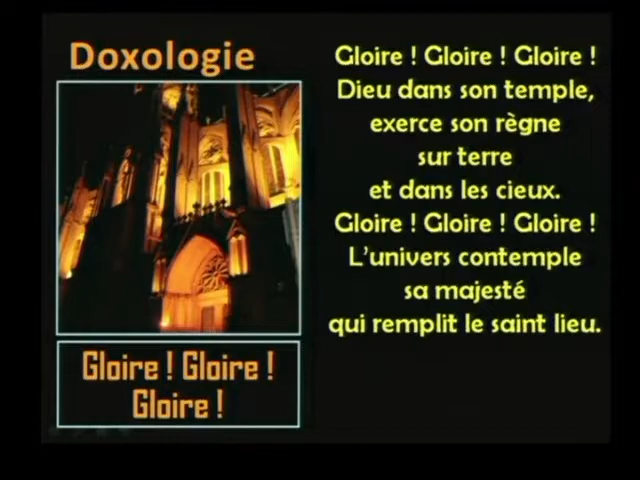 Doxologie
Gloire ! Gloire !
Gloire !
Gloire ! Gloire ! Gloire !
Dieu dans son temple,
exerce son règne
sur terre
et dans les cieux.
Gloire ! Gloire ! Gloire !
L'univers contemple
sa majesté
qui remplit le saint lieu.